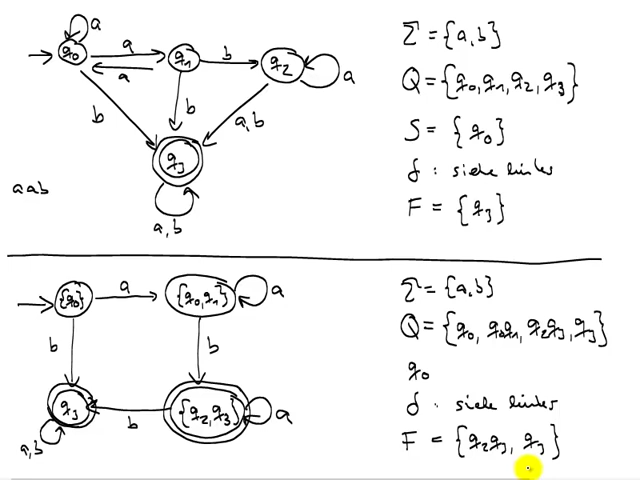 a
q0 a q1 b q2 a
a
b b a,b
q3
aab
a,b
Σ = {a,b}
Q = {q0,q1,q2,q3}
S = {q0}
δ : siehe links
F = {q3}
{q0} a {q0,q1} a
b b
q3 b {q2,q3} a
a,b
Σ = {a,b}
Q = {q0, q0q1, q2q3, q3}
q0
δ : siehe links
F = {q2q3, q3}